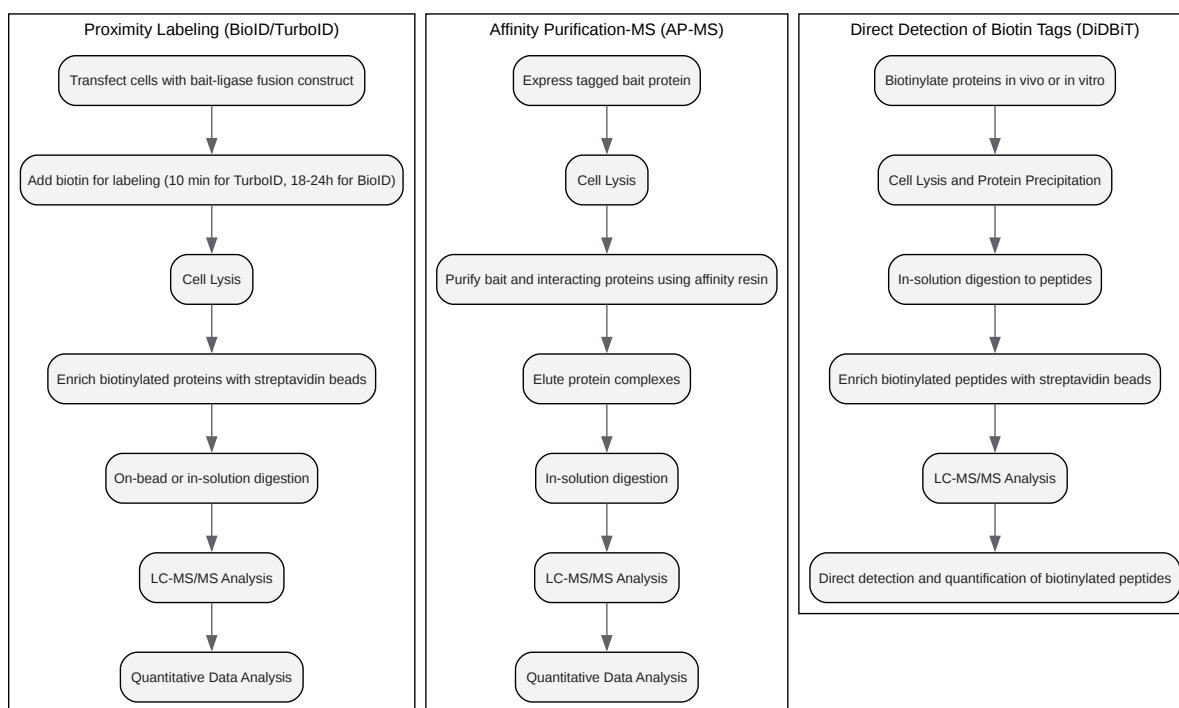 Proximity Labeling (BioID/TurboID)
Transfect cells with bait-ligase fusion construct
Add biotin for labeling (10 min for TurboID, 18-24h for BioID)
Cell Lysis
Enrich biotinylated proteins with streptavidin beads
On-bead or in-solution digestion
LC-MS/MS Analysis
Quantitative Data Analysis
Affinity Purification-MS (AP-MS)
Express tagged bait protein
Cell Lysis
Purify bait and interacting proteins using affinity resin
Elute protein complexes
In-solution digestion
LC-MS/MS Analysis
Quantitative Data Analysis
Direct Detection of Biotin Tags (DiDBiT)
Biotinylate proteins in vivo or in vitro
Cell Lysis and Protein Precipitation
In-solution digestion to peptides
Enrich biotinylated peptides with streptavidin beads
LC-MS/MS Analysis
Direct detection and quantification of biotinylated peptides